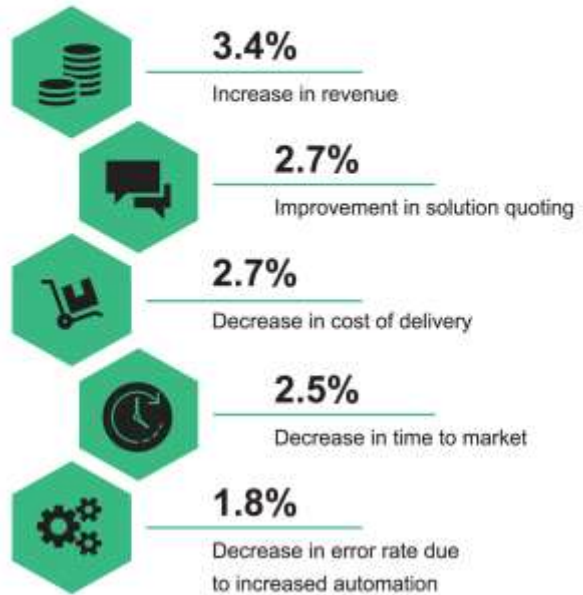 3.4%
Increase in revenue
2.7%
Improvement in solution quoting
2.7%
Decrease in cost of delivery
2.5%
Decrease in time to market
1.8%
Decrease in error rate due
to increased automation